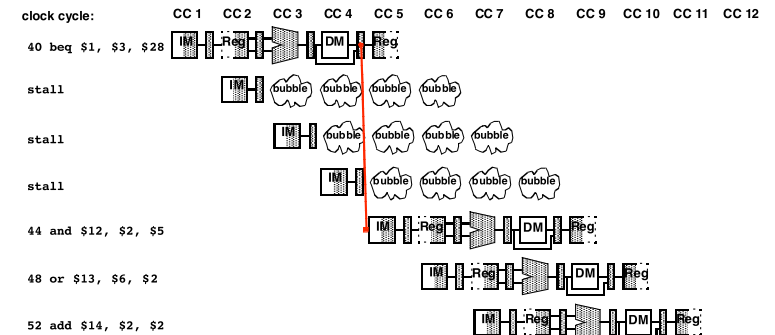 clock cycle: CC 1 CC 2 CC 3 CC 4 CC 5 CC 6 CC 7 CC 8 CC 9 CC 10 CC 11 CC 12
40 beq $1, $3, $28 IM Reg DM Reg
stall IM bubble bubble bubble bubble
stall IM bubble bubble bubble bubble
stall IM bubble bubble bubble bubble
44 and $12, $2, $5 IM Reg DM Reg
48 or $13, $6, $2 IM Reg DM Reg
52 add $14, $2, $2 IM Reg DM Reg